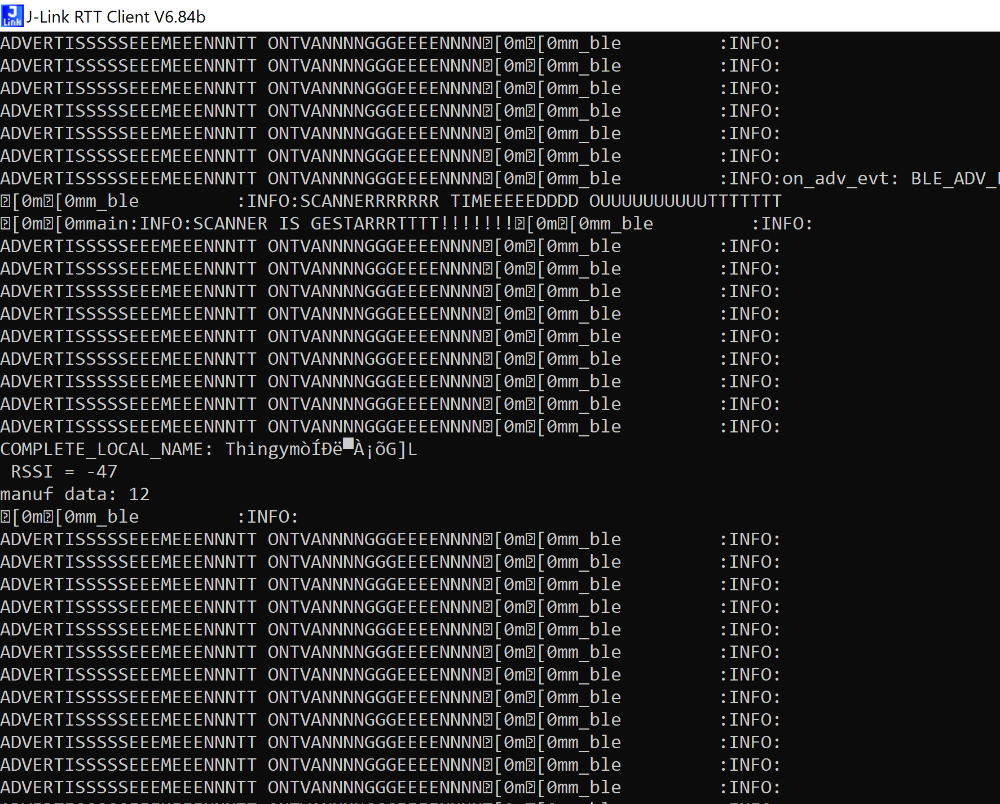 J-Link RTT Client V6.84b
ADVERTISSSSSEEEMEEENNNTT ONTVANNNNGGGEEEENNNN⍰[0m⍰[0mm_ble :INFO:
ADVERTISSSSSEEEMEEENNNTT ONTVANNNNGGGEEEENNNN⍰[0m⍰[0mm_ble :INFO:
ADVERTISSSSSEEEMEEENNNTT ONTVANNNNGGGEEEENNNN⍰[0m⍰[0mm_ble :INFO:
ADVERTISSSSSEEEMEEENNNTT ONTVANNNNGGGEEEENNNN⍰[0m⍰[0mm_ble :INFO:
ADVERTISSSSSEEEMEEENNNTT ONTVANNNNGGGEEEENNNN⍰[0m⍰[0mm_ble :INFO:
ADVERTISSSSSEEEMEEENNNTT ONTVANNNNGGGEEEENNNN⍰[0m⍰[0mm_ble :INFO:
ADVERTISSSSSEEEMEEENNNTT ONTVANNNNGGGEEEENNNN⍰[0m⍰[0mm_ble :INFO:on_adv_evt: BLE_ADV_
⍰[0m⍰[0mm_ble :INFO:SCANNERRRRRRR TIMEEEEEDDDD OUUUUUUUUUUTTTTTTT
⍰[0m⍰[0mmain:INFO:SCANNER IS GESTARRRTTTT!!!!!!!⍰[0m⍰[0mm_ble :INFO:
ADVERTISSSSSEEEMEEENNNTT ONTVANNNNGGGEEEENNNN⍰[0m⍰[0mm_ble :INFO:
ADVERTISSSSSEEEMEEENNNTT ONTVANNNNGGGEEEENNNN⍰[0m⍰[0mm_ble :INFO:
ADVERTISSSSSEEEMEEENNNTT ONTVANNNNGGGEEEENNNN⍰[0m⍰[0mm_ble :INFO:
ADVERTISSSSSEEEMEEENNNTT ONTVANNNNGGGEEEENNNN⍰[0m⍰[0mm_ble :INFO:
ADVERTISSSSSEEEMEEENNNTT ONTVANNNNGGGEEEENNNN⍰[0m⍰[0mm_ble :INFO:
ADVERTISSSSSEEEMEEENNNTT ONTVANNNNGGGEEEENNNN⍰[0m⍰[0mm_ble :INFO:
ADVERTISSSSSEEEMEEENNNTT ONTVANNNNGGGEEEENNNN⍰[0m⍰[0mm_ble :INFO:
ADVERTISSSSSEEEMEEENNNTT ONTVANNNNGGGEEEENNNN⍰[0m⍰[0mm_ble :INFO:
ADVERTISSSSSEEEMEEENNNTT ONTVANNNNGGGEEEENNNN⍰[0m⍰[0mm_ble :INFO:
COMPLETE_LOCAL_NAME: ThingymòÍÐë▀À¡õG]L
RSSI = -47
manuf data: 12
⍰[0m⍰[0mm_ble :INFO:
ADVERTISSSSSEEEMEEENNNTT ONTVANNNNGGGEEEENNNN⍰[0m⍰[0mm_ble :INFO:
ADVERTISSSSSEEEMEEENNNTT ONTVANNNNGGGEEEENNNN⍰[0m⍰[0mm_ble :INFO:
ADVERTISSSSSEEEMEEENNNTT ONTVANNNNGGGEEEENNNN⍰[0m⍰[0mm_ble :INFO:
ADVERTISSSSSEEEMEEENNNTT ONTVANNNNGGGEEEENNNN⍰[0m⍰[0mm_ble :INFO:
ADVERTISSSSSEEEMEEENNNTT ONTVANNNNGGGEEEENNNN⍰[0m⍰[0mm_ble :INFO:
ADVERTISSSSSEEEMEEENNNTT ONTVANNNNGGGEEEENNNN⍰[0m⍰[0mm_ble :INFO:
ADVERTISSSSSEEEMEEENNNTT ONTVANNNNGGGEEEENNNN⍰[0m⍰[0mm_ble :INFO:
ADVERTISSSSSEEEMEEENNNTT ONTVANNNNGGGEEEENNNN⍰[0m⍰[0mm_ble :INFO:
ADVERTISSSSSEEEMEEENNNTT ONTVANNNNGGGEEEENNNN⍰[0m⍰[0mm_ble :INFO:
ADVERTISSSSSEEEMEEENNNTT ONTVANNNNGGGEEEENNNN⍰[0m⍰[0mm_ble :INFO:
ADVERTISSSSSEEEMEEENNNTT ONTVANNNNGGGEEEENNNN⍰[0m⍰[0mm_ble :INFO:
ADVERTISSSSSEEEMEEENNNTT ONTVANNNNGGGEEEENNNN⍰[0m⍰[0mm_ble :INFO: